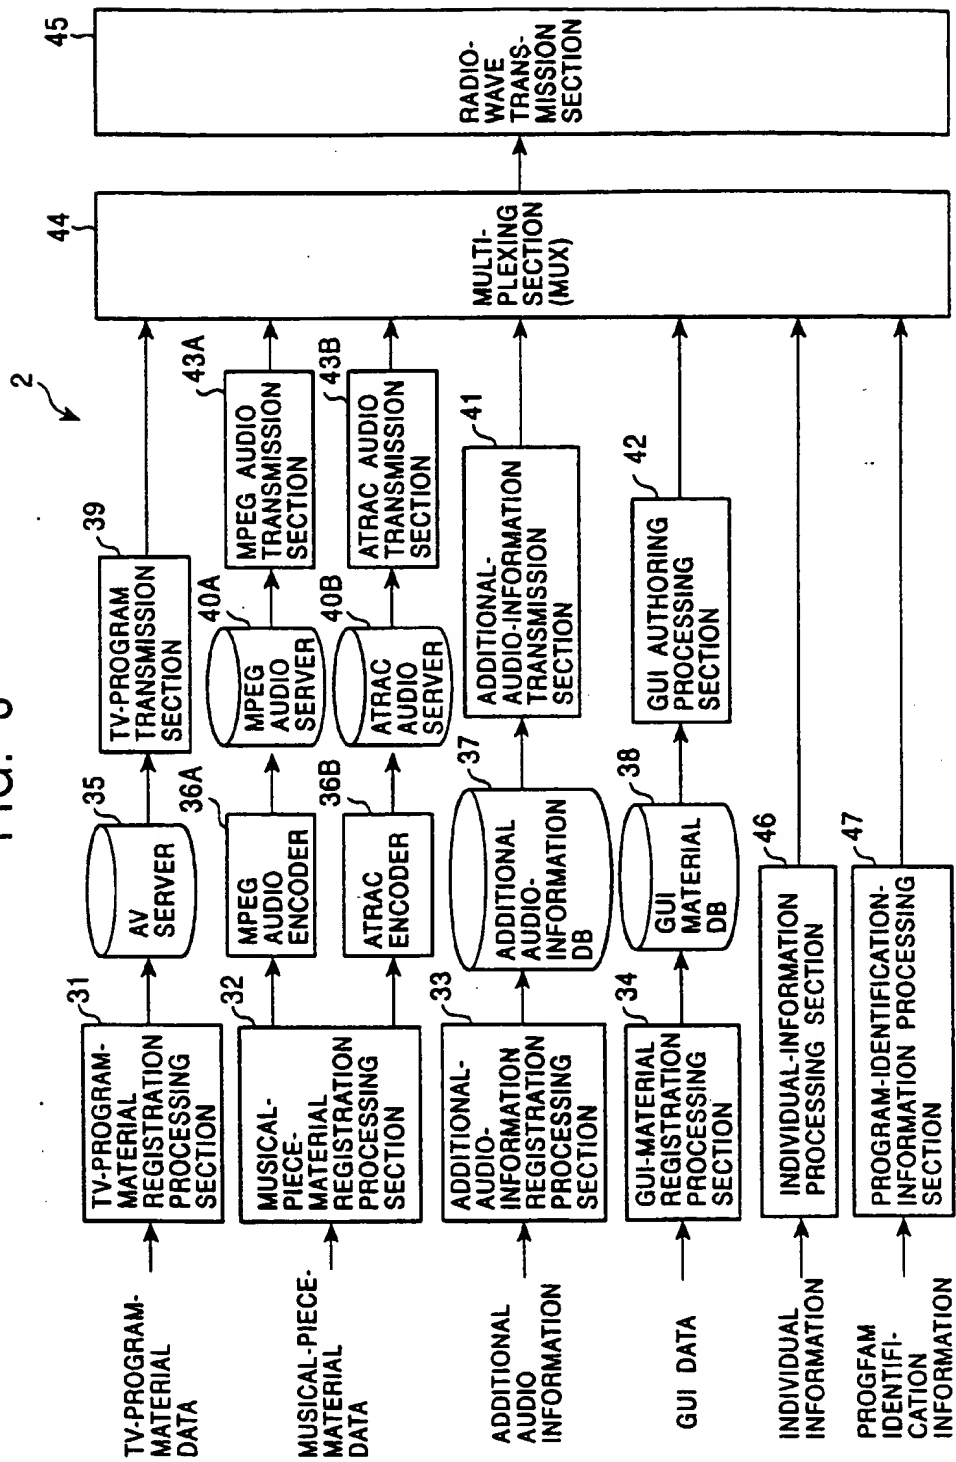 FIG.
2
TV-PROGRAM-
MATERIAL
DATA
31
TV-PROGRAM-
MATERIAL
REGISTRATION
PROCESSING
SECTION
35
AV
SERVER
39
TV-PROGRAM
TRANSMISSION
SECTION
44
MULTI-
PLEXING
SECTION
(MUX)
45
RADIO-
WAVE
TRANS-
MISSION
SECTION
MUSICAL-PIECE-
MATERIAL
DATA
32
MUSICAL-
PIECE-
MATERIAL
REGISTRATION
PROCESSING
SECTION
36A
MPEG
AUDIO
ENCODER
40A
MPEG
AUDIO
SERVER
43A
MPEG AUDIO
TRANSMISSION
SECTION
36B
ATRAC
ENCODER
40B
ATRAC
AUDIO
SERVER
43B
ATRAC AUDIO
TRANSMISSION
SECTION
ADDITIONAL
AUDIO
INFORMATION
33
ADDITIONAL-
AUDIO-
INFORMATION
REGISTRATION
PROCESSING
SECTION
37
ADDITIONAL
AUDIO-
INFORMATION
DB
41
ADDITIONAL-
AUDIO-INFORMATION
TRANSMISSION
SECTION
GUI DATA
34
GUI-MATERIAL
REGISTRATION
PROCESSING
SECTION
38
GUI
MATERIAL
DB
42
GUI AUTHORING
PROCESSING
SECTION
INDIVIDUAL
INFORMATION
46
INDIVIDUAL-INFORMATION
PROCESSING SECTION
PROGFAM
IDENTIFI-
CATION
INFORMATION
47
PROGRAM-IDENTIFICATION-
INFORMATION PROCESSING
SECTION